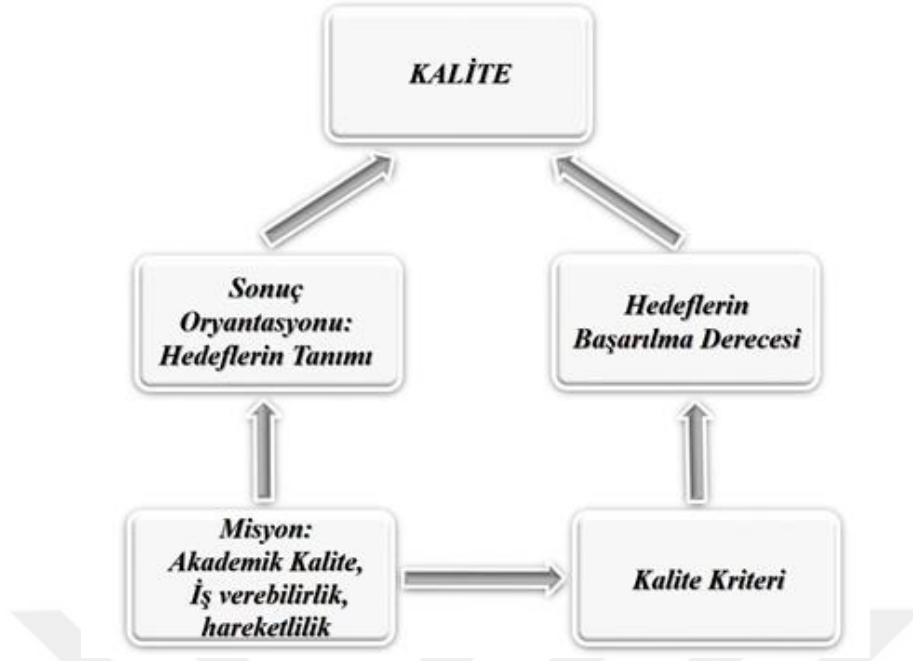 KALİTE
Sonuç
Oryantasyonu:
Hedeflerin Tanımı
Hedeflerin
Başarılma Derecesi
Misyon:
Akademik Kalite,
İş verebilirlik,
hareketlilik
Kalite Kriteri